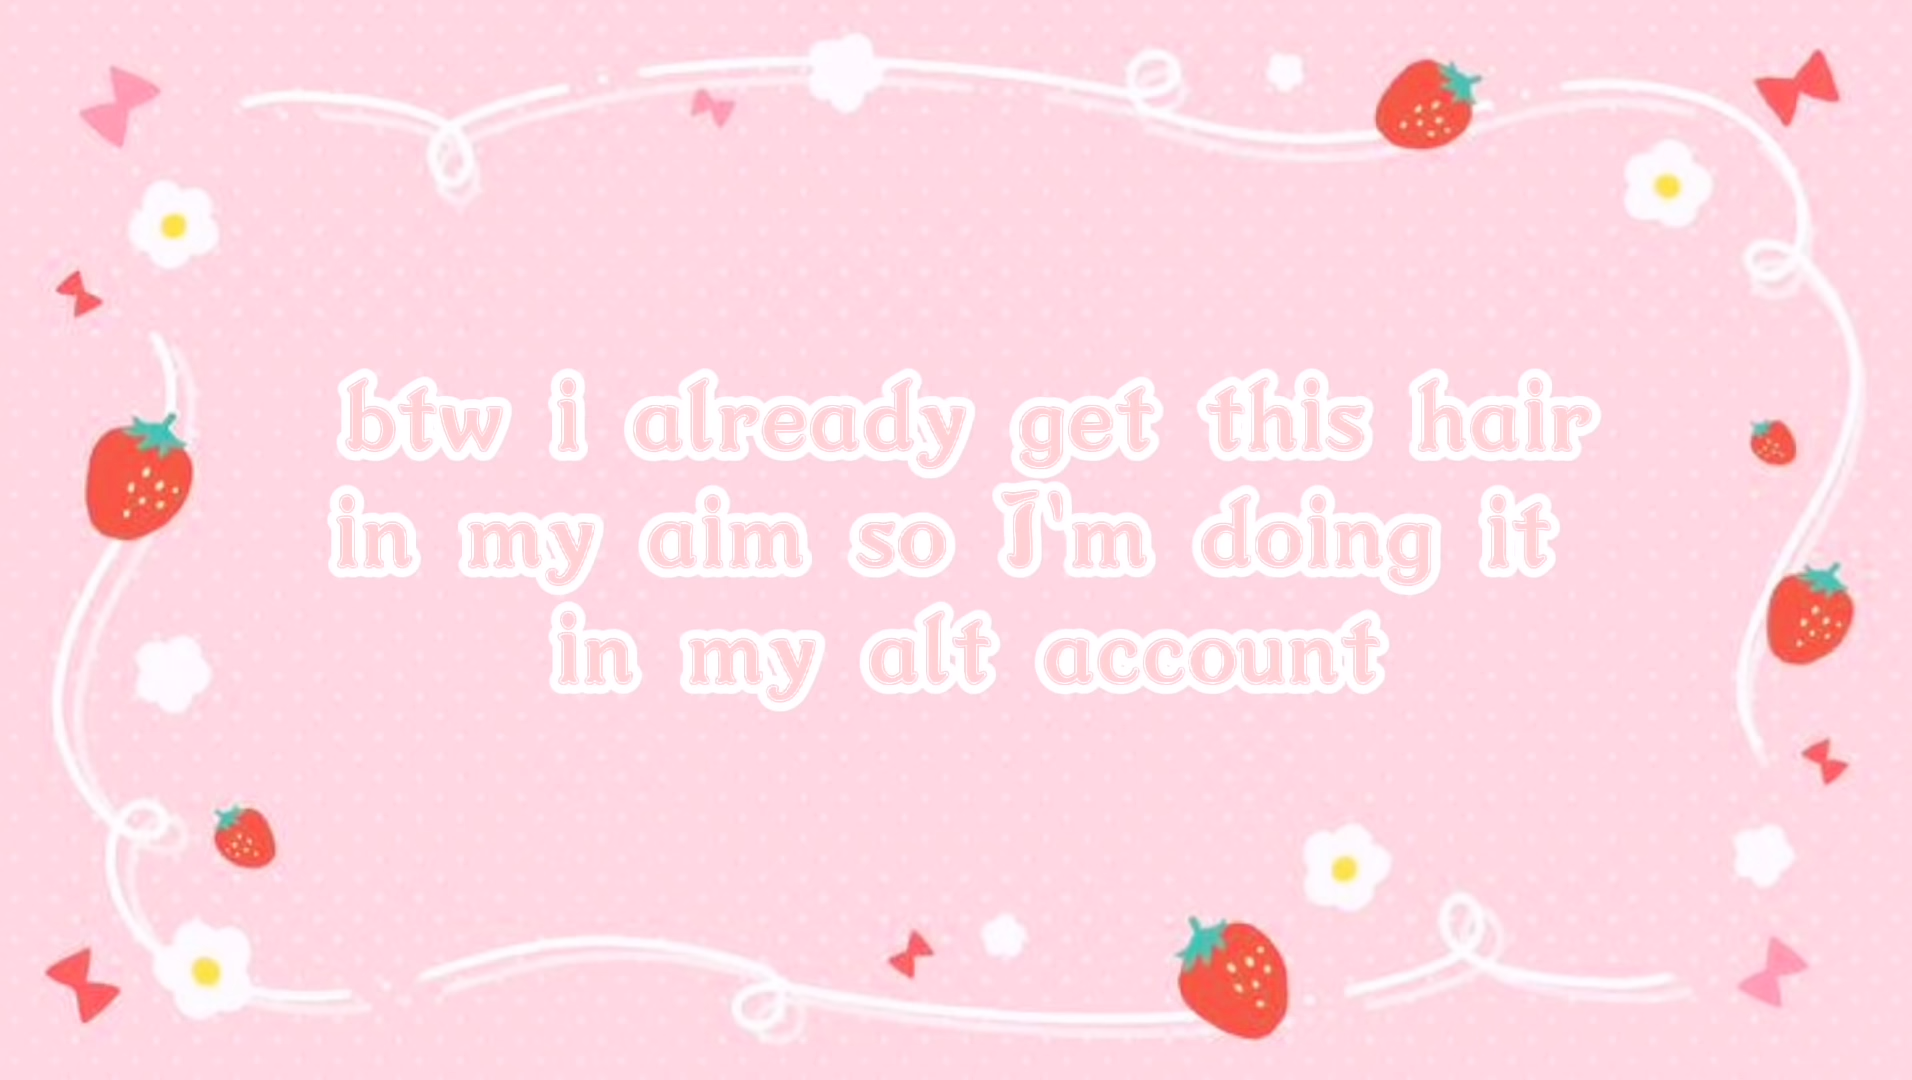 btw i already get this hair
in my aim so I'm doing it
in my alt account